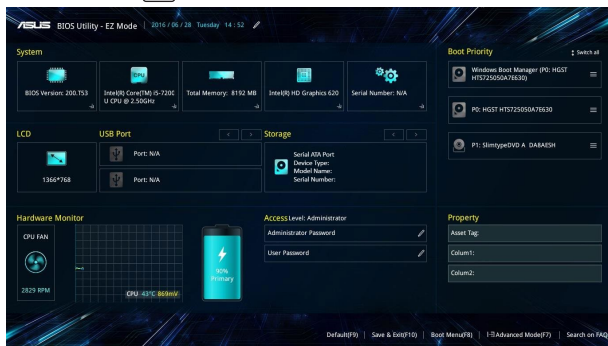 ASUS BIOS Utility - EZ Mode 2016/06/28 Tuesday 14:52
System
BIOS Version: 200.T53
Intel(R) Core(TM) i5-7200
U CPU @ 2.50GHz
Total Memory: 8192 MB
Intel(R) HD Graphics 620
Serial Number: N/A
Boot Priority
Switch all
Windows Boot Manager (P0: HGST
HTS725050A76630)
P0: HGST HTS725050A7E630
P1: SlimtypeDVD A DA8AESH
LCD
1366*768
USB Port
Port: N/A
Port: N/A
Storage
Serial ATA Port
Device Type:
Model Name:
Serial Number:
Hardware Monitor
CPU FAN
2829 RPM
CPU 43°C 869mV
90%
Primary
Access Level: Administrator
Administrator Password
User Password
Property
Asset Tag:
Colum1:
Colum2:
Default(F9) Save & Exit(F10) Boot Menu(F8) Advanced Mode(F7) Search on FAQ